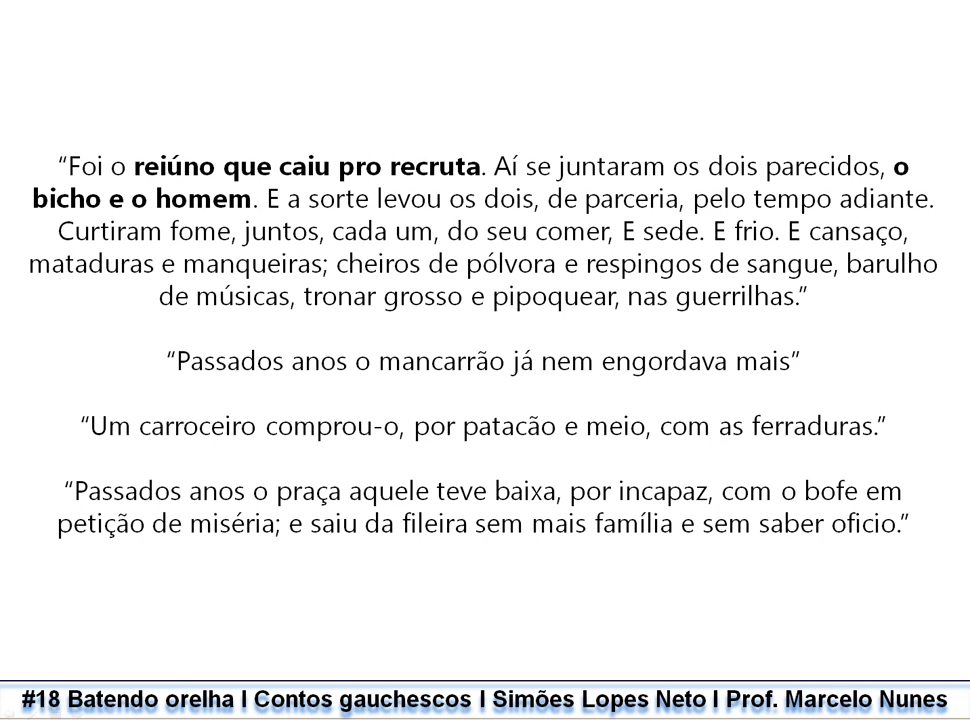 “Foi o reiúno que caiu pro recruta. Aí se juntaram os dois parecidos, o
bicho e o homem. E a sorte levou os dois, de parceria, pelo tempo adiante.
Curtiram fome, juntos, cada um, do seu comer, E sede. E frio. E cansaço,
mataduras e manqueiras; cheiros de pólvora e respingos de sangue, barulho
de músicas, tronar grosso e pipoquear, nas guerrilhas.”
“Passados anos o mancarrão já nem engordava mais”
“Um carroceiro comprou-o, por patacão e meio, com as ferraduras.”
“Passados anos o praça aquele teve baixa, por incapaz, com o bofe em
petição de miséria; e saiu da fileira sem mais família e sem saber oficio.”
#18 Batendo orelha I Contos gauchescos I Simões Lopes Neto I Prof. Marcelo Nunes